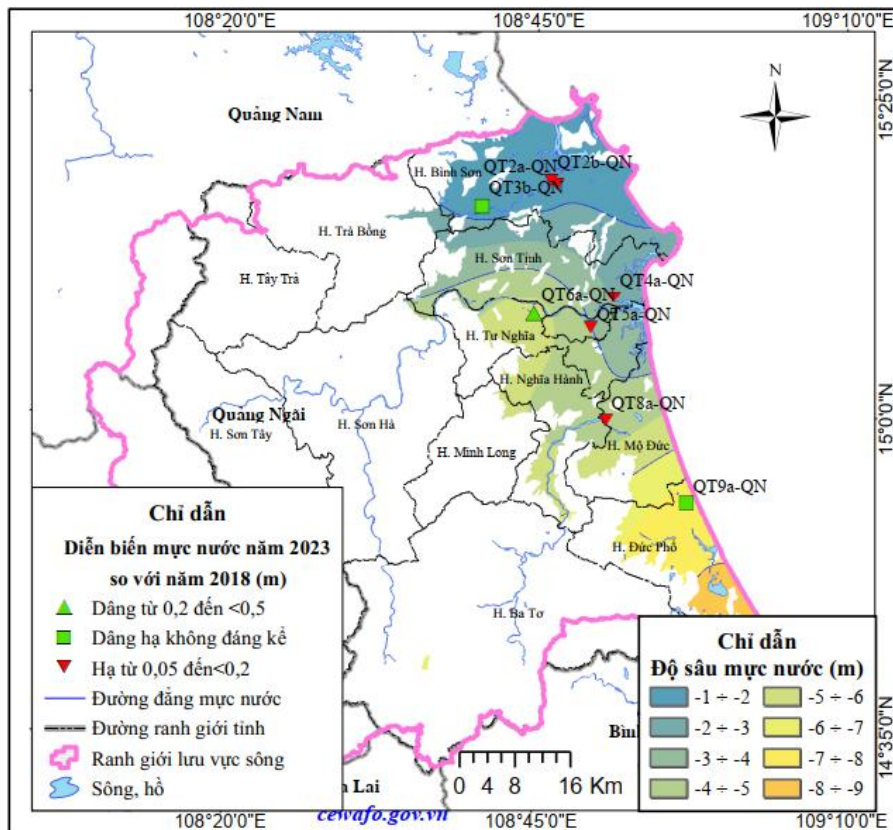 108°20'0"E
108°45'0"E
109°10'0"E
15°25'0"N
N
Quảng Nam
H. Bình Sơn
QT2a-QN
QT2b-QN
QT3b-QN
H. Trà Bồng
H. Tây Trà
H. Sơn Tịnh
QT4a-QN
QT6a-QN
QT5a-QN
H. Tư Nghĩa
H. Nghĩa Hành
Quảng Ngãi
H. Sơn Tây
H. Sơn Hà
H. Minh Long
QT8a-QN
H. Mộ Đức
15°0'0"N
QT9a-QN
H. Đức Phổ
H. Ba Tơ
Chỉ dẫn
Diễn biến mực nước năm 2023
so với năm 2018 (m)
Dâng từ 0,2 đến <0,5
Dâng hạ không đáng kể
Hạ từ 0,05 đến<0,2
Đường đẳng mực nước
Đường ranh giới tỉnh
Ranh giới lưu vực sông
Sông, hồ
Chỉ dẫn
Độ sâu mực nước (m)
-1 ÷ -2
-5 ÷ -6
-2 ÷ -3
-6 ÷ -7
-3 ÷ -4
-7 ÷ -8
-4 ÷ -5
-8 ÷ -9
14°35'0"N
Bìn
a Lai
0 4 8 16 Km
cewafo.gov.vn
108°20'0"E
108°45'0"E
109°10'0"E